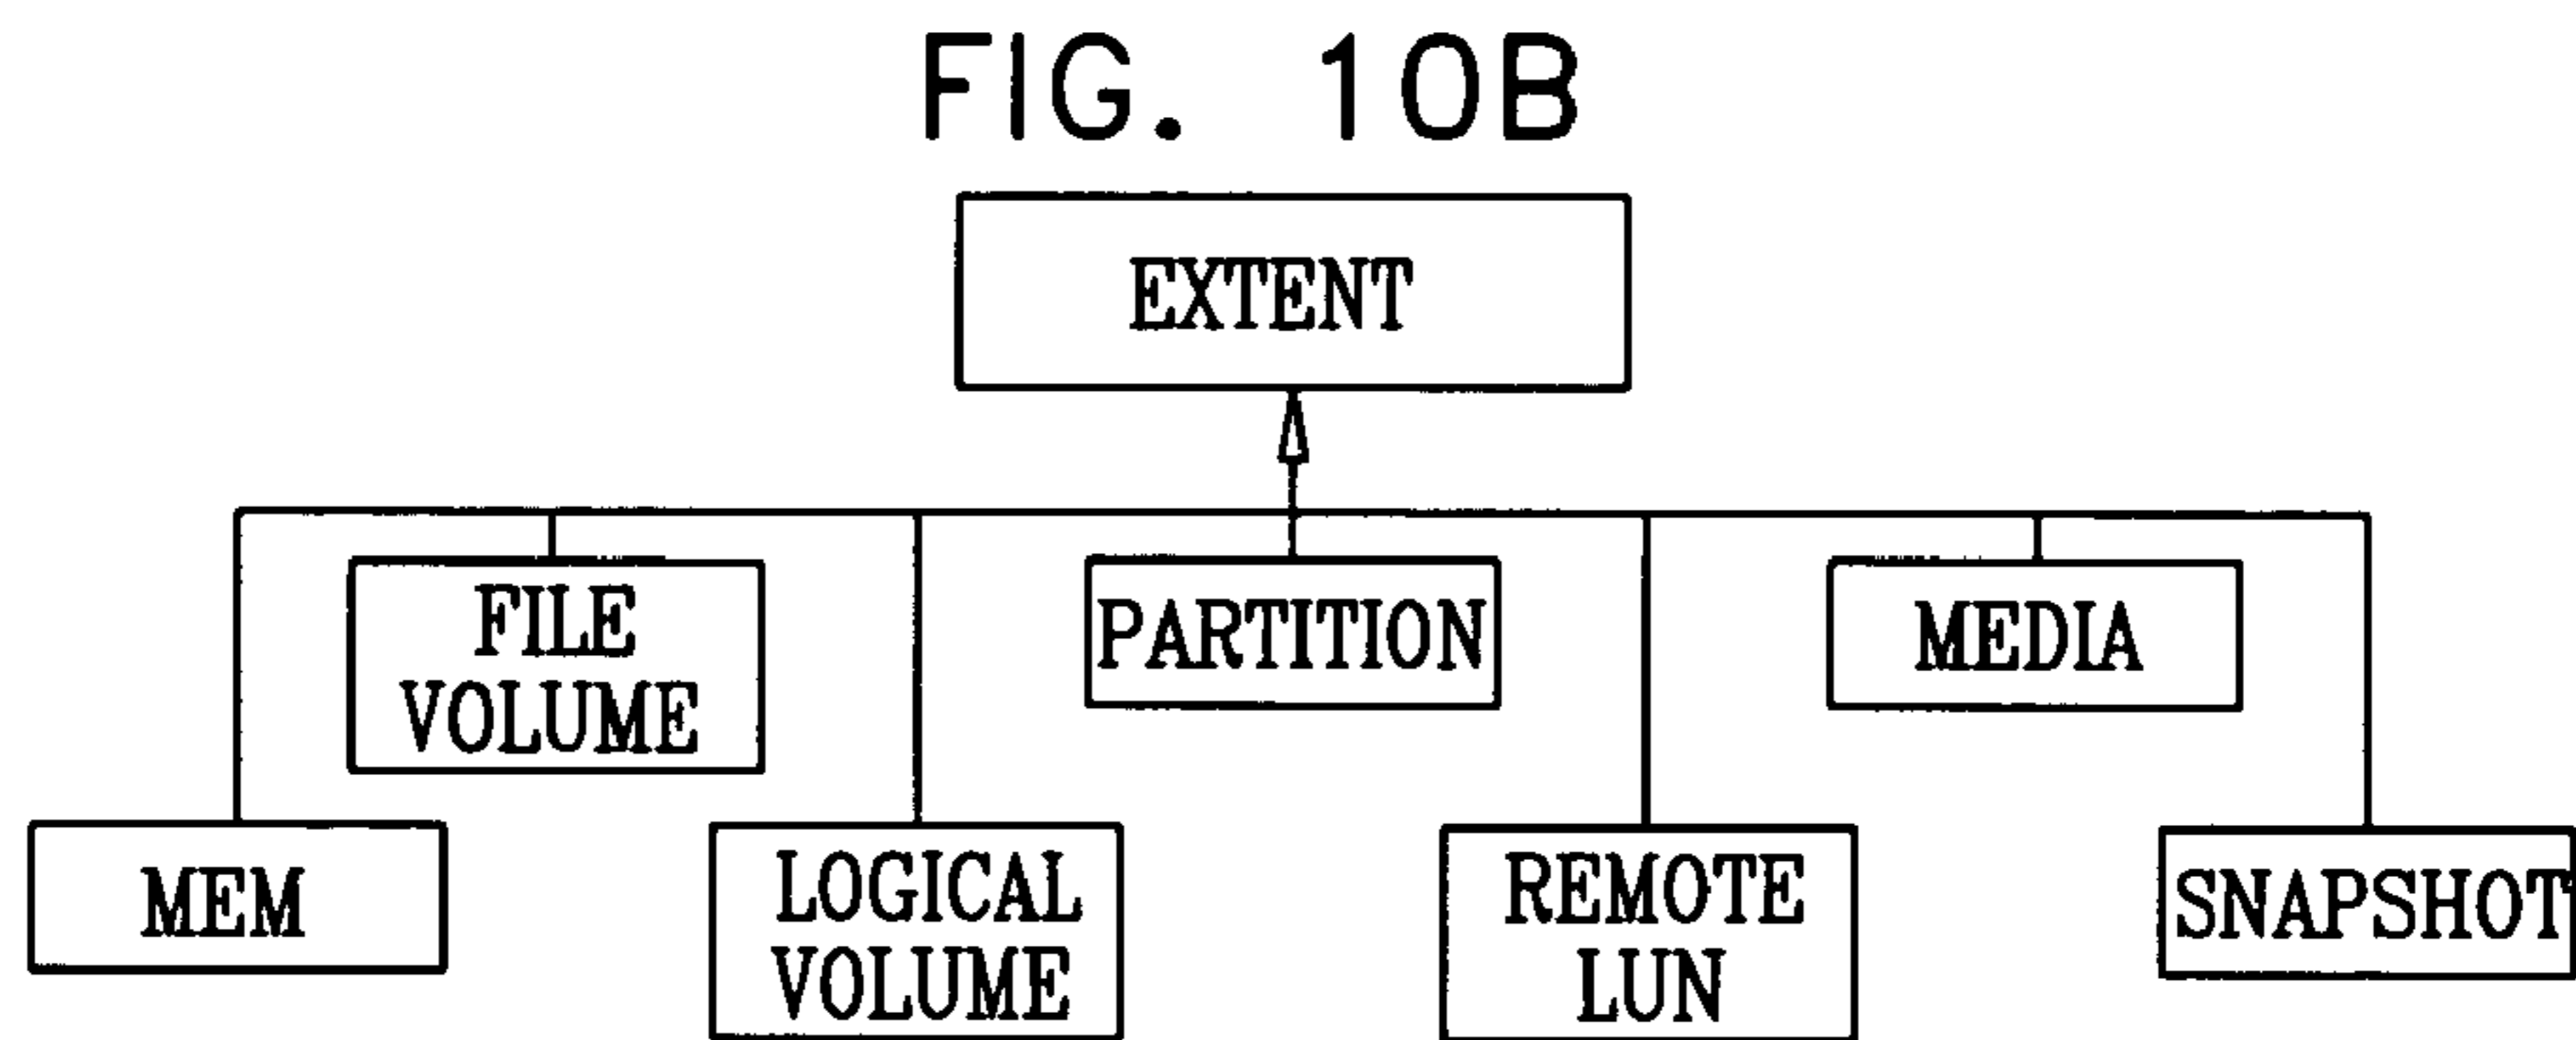 FIG. 10B
EXTENT
FILE
VOLUME
PARTITION
MEDIA
MEM
LOGICAL
VOLUME
REMOTE
LUN
SNAPSHOT